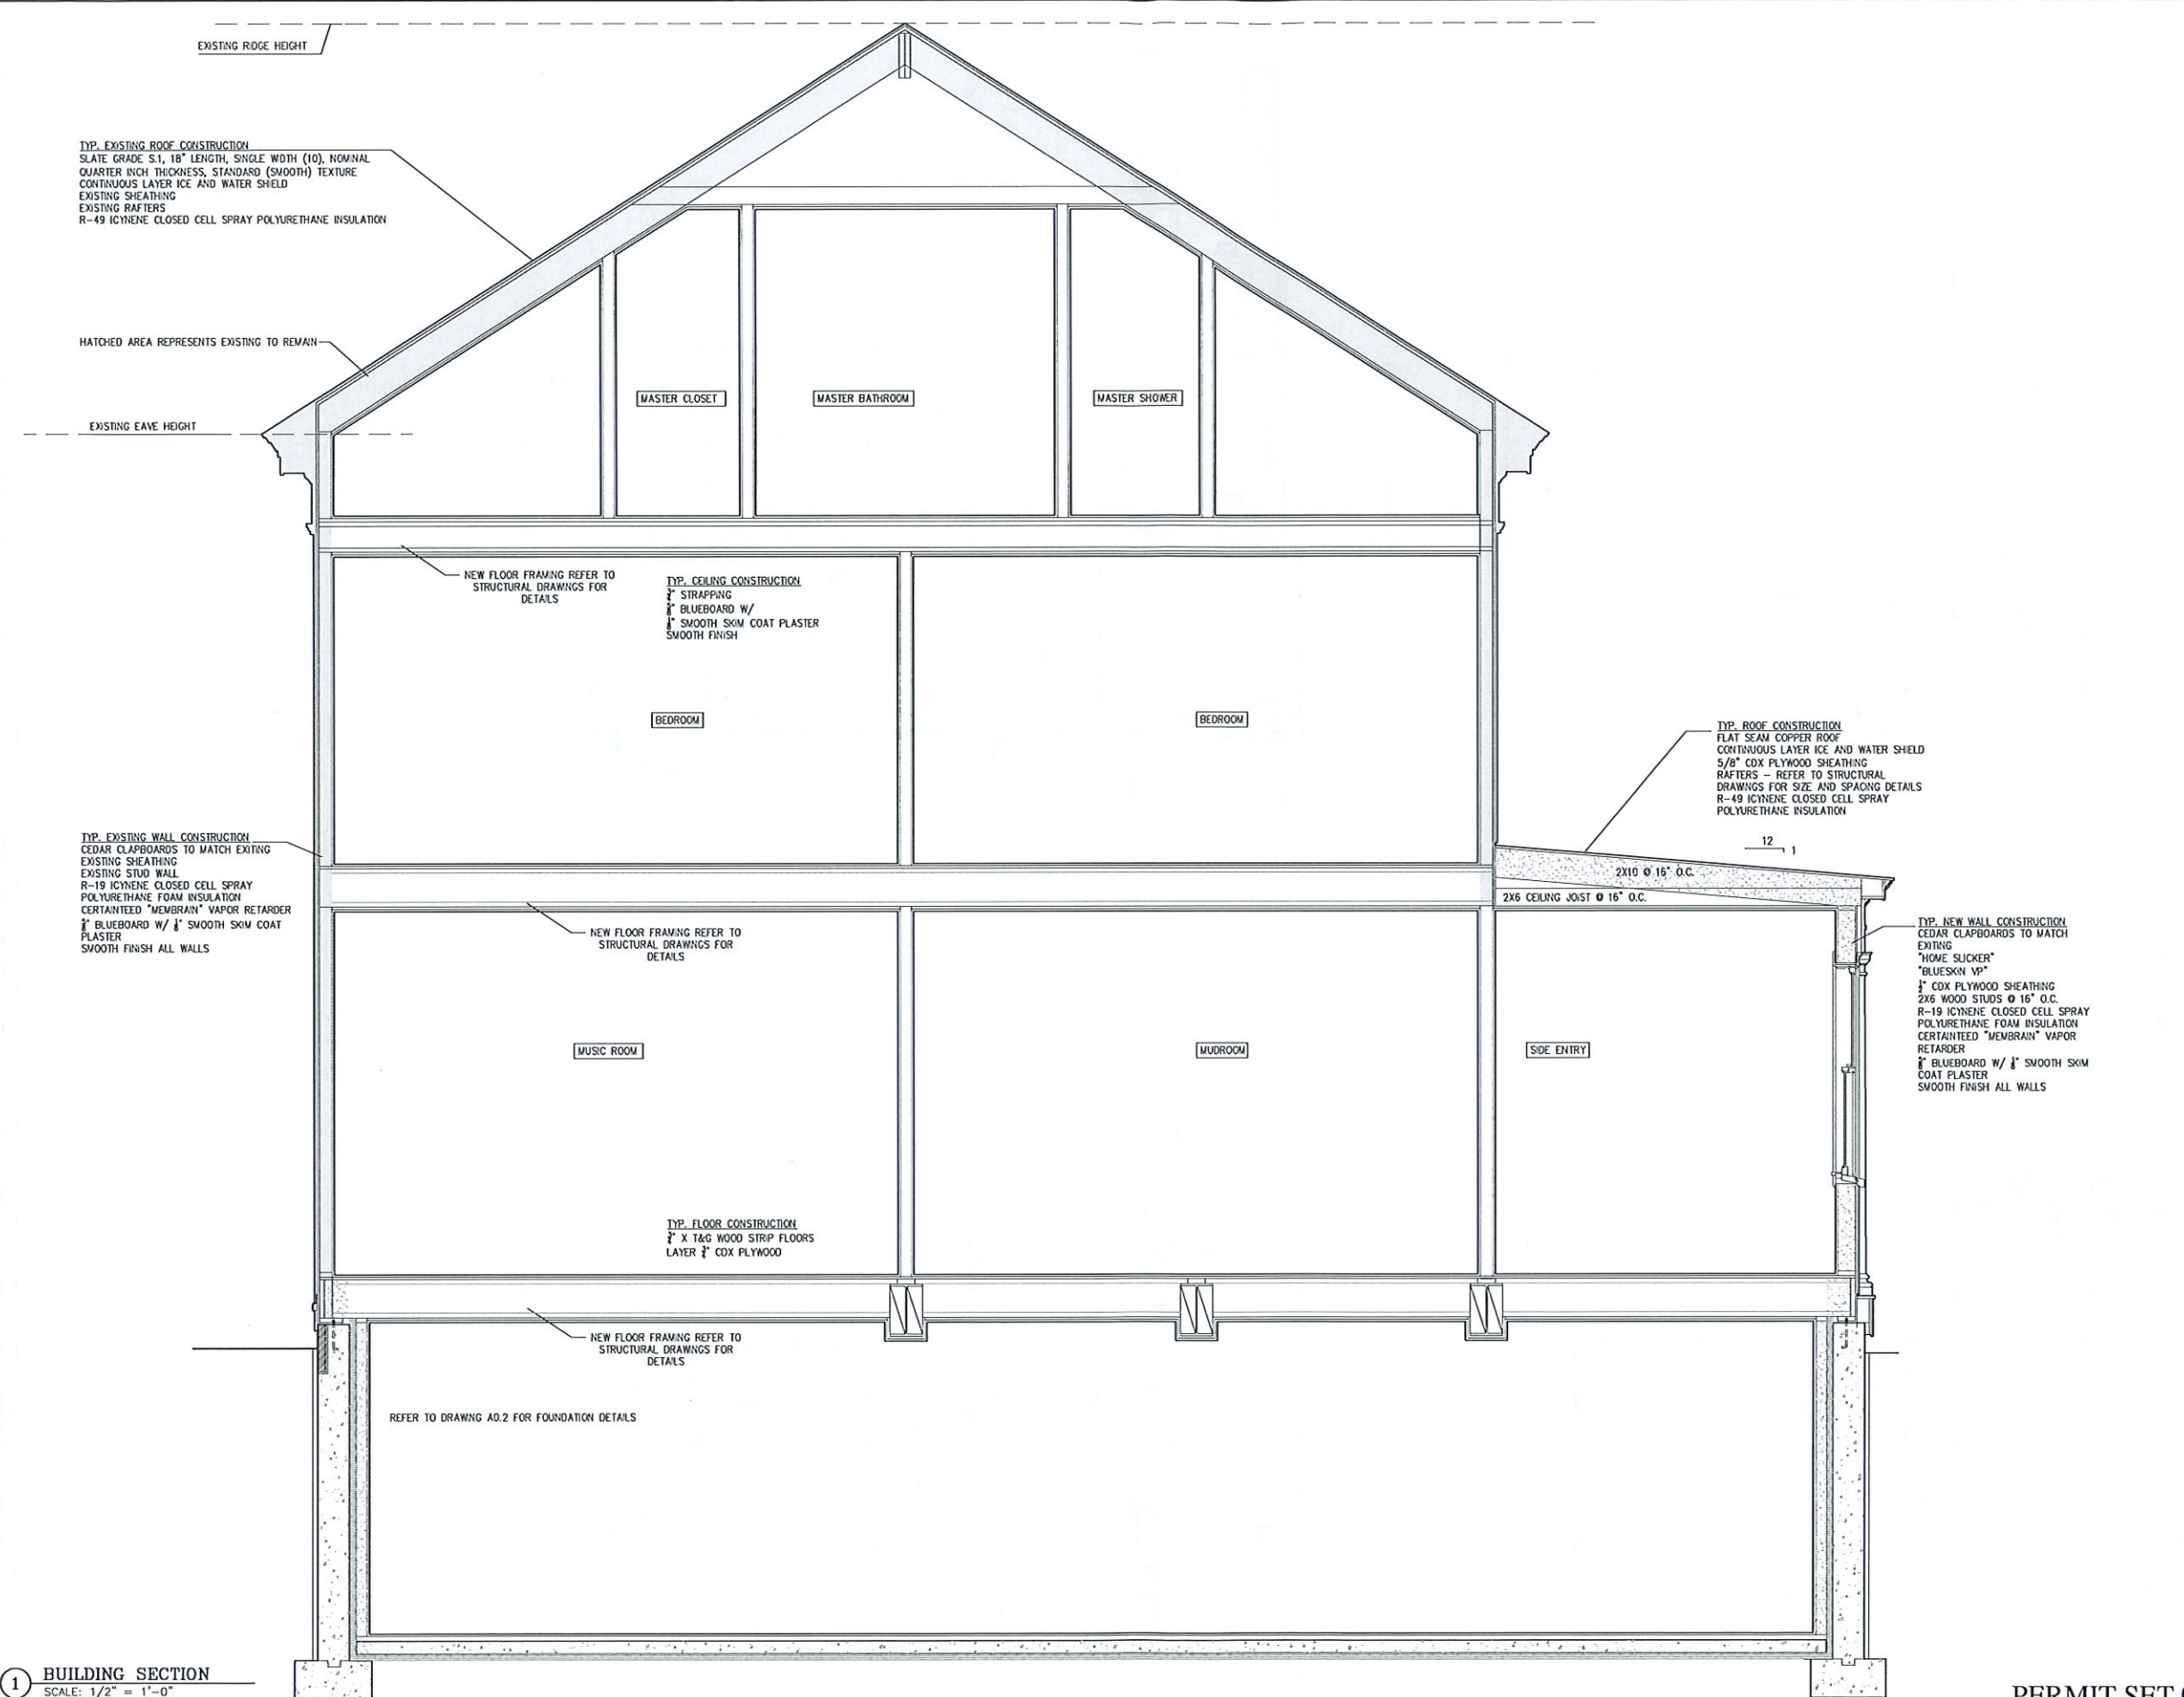 EXISTING RIDGE HEIGHT
TYP. EXISTING ROOF CONSTRUCTION
SLATE GRADE S.1, 18" LENGTH, SINGLE WIDTH (10), NOMINAL
QUARTER INCH THICKNESS, STANDARD (SMOOTH) TEXTURE
CONTINUOUS LAYER ICE AND WATER SHIELD
EXISTING SHEATHING
EXISTING RAFTERS
R-49 ICYNENE CLOSED CELL SPRAY POLYURETHANE INSULATION
HATCHED AREA REPRESENTS EXISTING TO REMAIN
EXISTING EAVE HEIGHT
MASTER CLOSET
MASTER BATHROOM
MASTER SHOWER
NEW FLOOR FRAMING REFER TO
STRUCTURAL DRAWINGS FOR
DETAILS
TYP. CEILING CONSTRUCTION
STRAPPING
BLUEBOARD W/
SMOOTH SKIM COAT PLASTER
SMOOTH FINISH
BEDROOM
BEDROOM
TYP. ROOF CONSTRUCTION
FLAT SEAM COPPER ROOF
CONTINUOUS LAYER ICE AND WATER SHIELD
5/8" CDX PLYWOOD SHEATHING
RAFTERS - REFER TO STRUCTURAL
DRAWINGS FOR SIZE AND SPACING DETAILS
R-49 ICYNENE CLOSED CELL SPRAY
POLYURETHANE INSULATION
12
1
2X10 @ 16" O.C.
2X6 CEILING JOIST @ 16" O.C.
TYP. EXISTING WALL CONSTRUCTION
CEDAR CLAPBOARDS TO MATCH EXITING
EXISTING SHEATHING
EXISTING STUD WALL
R-19 ICYNENE CLOSED CELL SPRAY
POLYURETHANE FOAM INSULATION
CERTAINTEED "MEMBRAIN" VAPOR RETARDER
BLUEBOARD W/ SMOOTH SKIM COAT
PLASTER
SMOOTH FINISH ALL WALLS
NEW FLOOR FRAMING REFER TO
STRUCTURAL DRAWINGS FOR
DETAILS
TYP. NEW WALL CONSTRUCTION
CEDAR CLAPBOARDS TO MATCH
EXITING
"HOME SLICKER"
"BLUESKIN VP"
½" CDX PLYWOOD SHEATHING
2X6 WOOD STUDS @ 16" O.C.
R-19 ICYNENE CLOSED CELL SPRAY
POLYURETHANE FOAM INSULATION
CERTAINTEED "MEMBRAIN" VAPOR
RETARDER
BLUEBOARD W/ SMOOTH SKIM
COAT PLASTER
SMOOTH FINISH ALL WALLS
MUSIC ROOM
MUDROOM
SIDE ENTRY
TYP. FLOOR CONSTRUCTION
¾" X T&G WOOD STRIP FLOORS
LAYER ¾" CDX PLYWOOD
NEW FLOOR FRAMING REFER TO
STRUCTURAL DRAWINGS FOR
DETAILS
REFER TO DRAWING A0.2 FOR FOUNDATION DETAILS
1 BUILDING SECTION
SCALE: 1/2" = 1'-0"
PERMIT SET